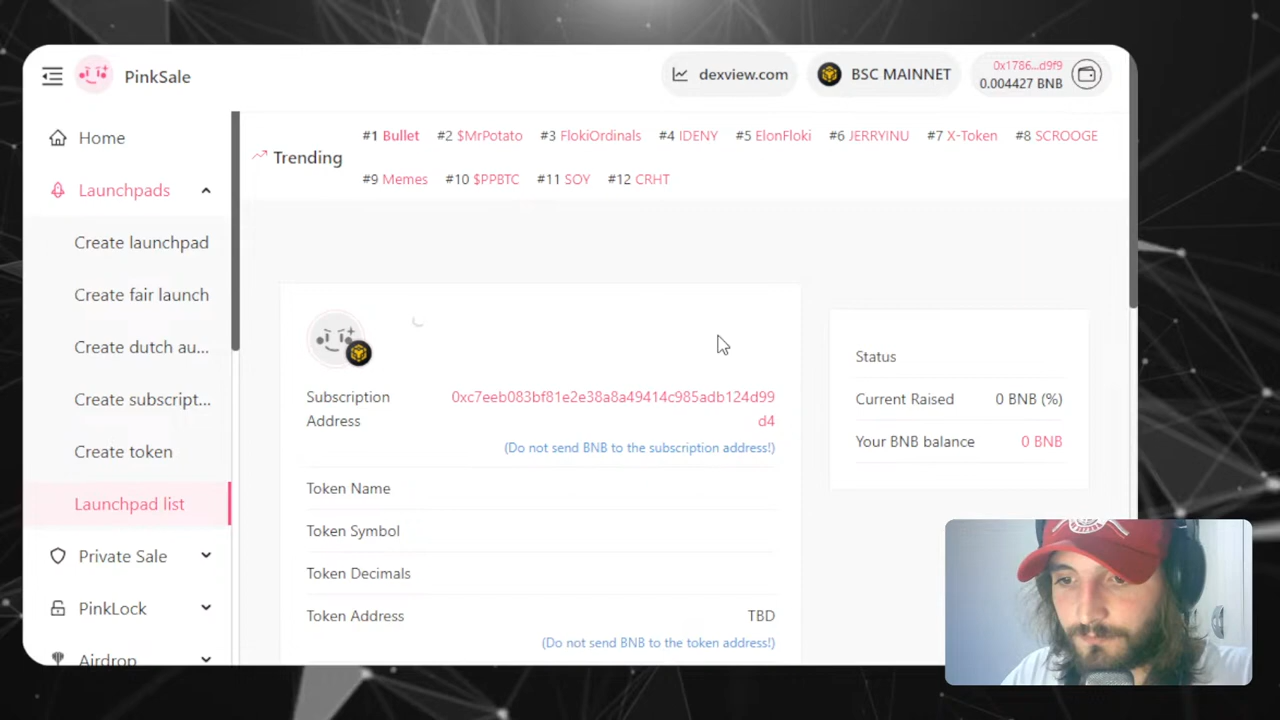 PinkSale
dexview.com
BSC MAINNET
0x1786...d9f9
0.004427 BNB
Home
Launchpads
Create launchpad
Create fair launch
Create dutch au...
Create subscript...
Create token
Launchpad list
Private Sale
PinkLock
Airdrop
Trending
#1 Bullet #2 $MrPotato #3 FlokiOrdinals #4 IDENY #5 ElonFloki #6 JERRYINU #7 X-Token #8 SCROOGE
#9 Memes #10 $PPBTC #11 SOY #12 CRHT
Subscription
Address
0xc7eeb083bf81e2e38a8a49414c985adb124d99
d4
(Do not send BNB to the subscription address!)
Token Name
Token Symbol
Token Decimals
Token Address TBD
(Do not send BNB to the token address!)
Status
Current Raised 0 BNB (%)
Your BNB balance 0 BNB